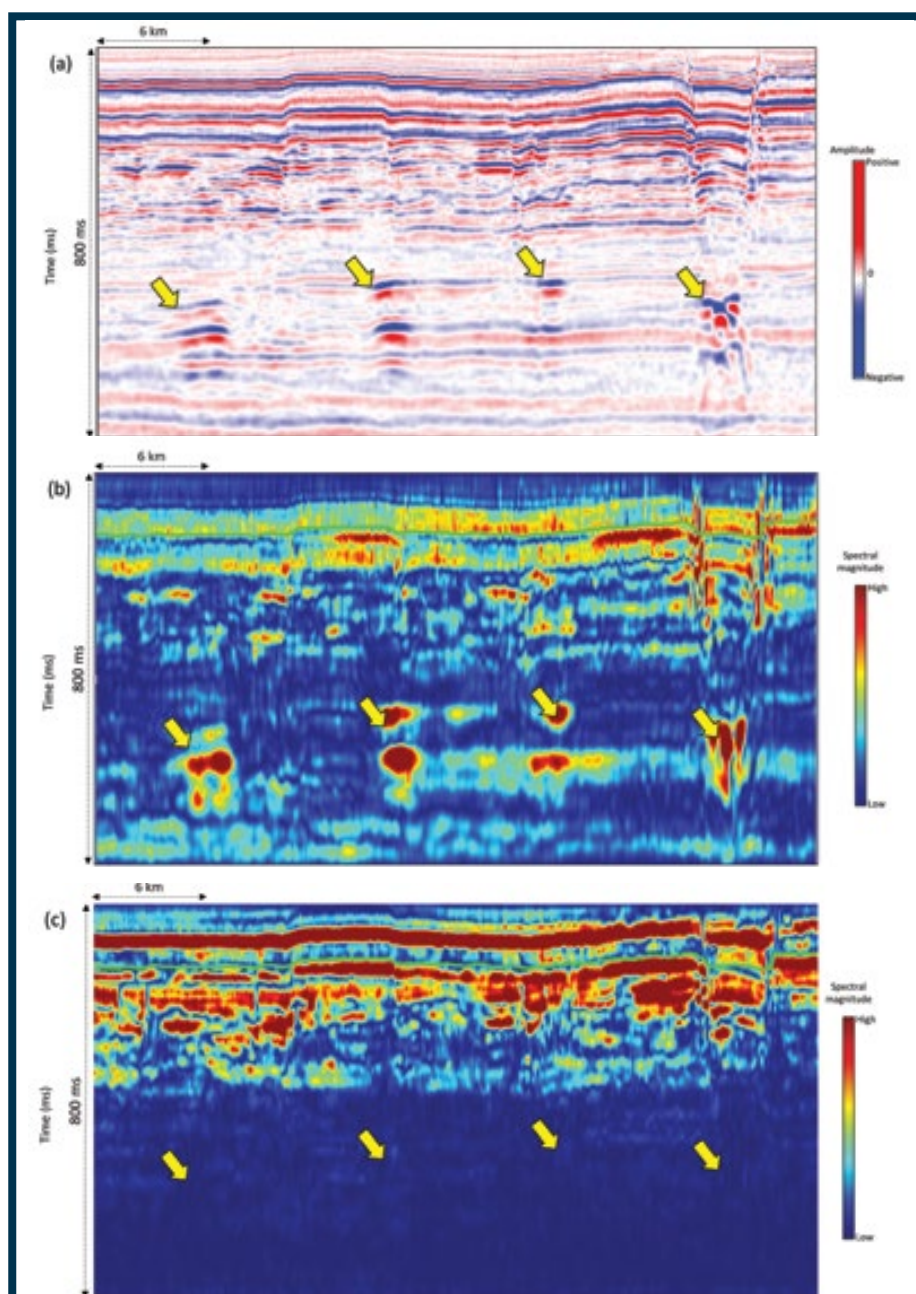 6 km
(a)
Time (ms)
800 ms
Amplitude
Positive
0
Negative
6 km
(b)
Time (ms)
800 ms
Spectral
magnitude
High
Low
6 km
(c)
Time (ms)
800 ms
Spectral
magnitude
High
Low